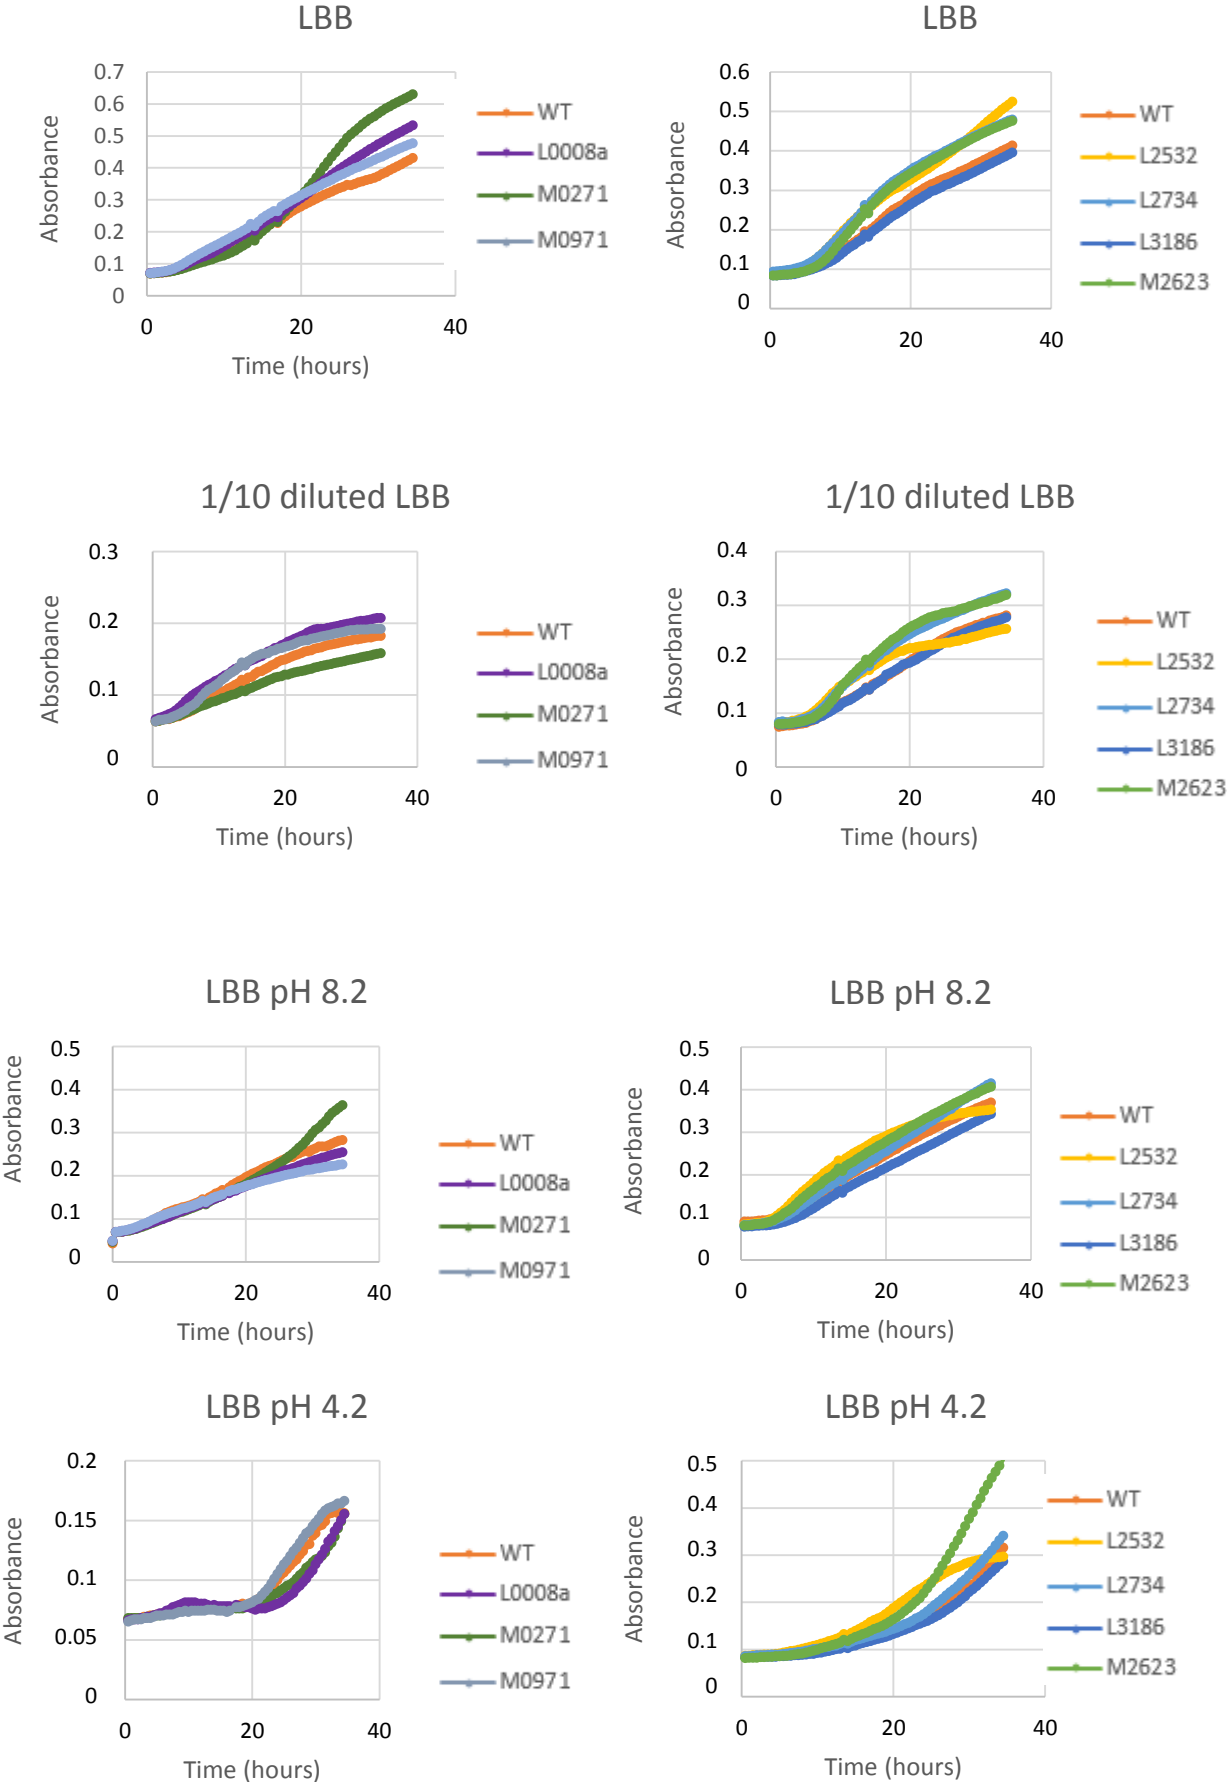 LBB
0.7
0.6
0.5
0.4
0.3
0.2
0.1
0
0
20
40
Absorbance
Time (hours)
WT
L0008a
M0271
M0971
LBB
0.6
0.5
0.4
0.3
0.2
0.1
0
0
20
40
Absorbance
WT
L2532
L2734
L3186
M2623
1/10 diluted LBB
0.3
0.2
0.1
0
0
20
40
Absorbance
Time (hours)
WT
L0008a
M0271
M0971
1/10 diluted LBB
0.4
0.3
0.2
0.1
0
0
20
40
Absorbance
Time (hours)
WT
L2532
L2734
L3186
M2623
LBB pH 8.2
0.5
0.4
0.3
0.2
0.1
0
0
20
40
Absorbance
Time (hours)
WT
L0008a
M0271
M0971
LBB pH 8.2
0.5
0.4
0.3
0.2
0.1
0
0
20
40
Absorbance
Time (hours)
WT
L2532
L2734
L3186
M2623
LBB pH 4.2
0.2
0.15
0.1
0.05
0
0
20
40
Absorbance
Time (hours)
WT
L0008a
M0271
M0971
LBB pH 4.2
0.5
0.4
0.3
0.2
0.1
0
0
20
40
Absorbance
Time (hours)
WT
L2532
L2734
L3186
M2623